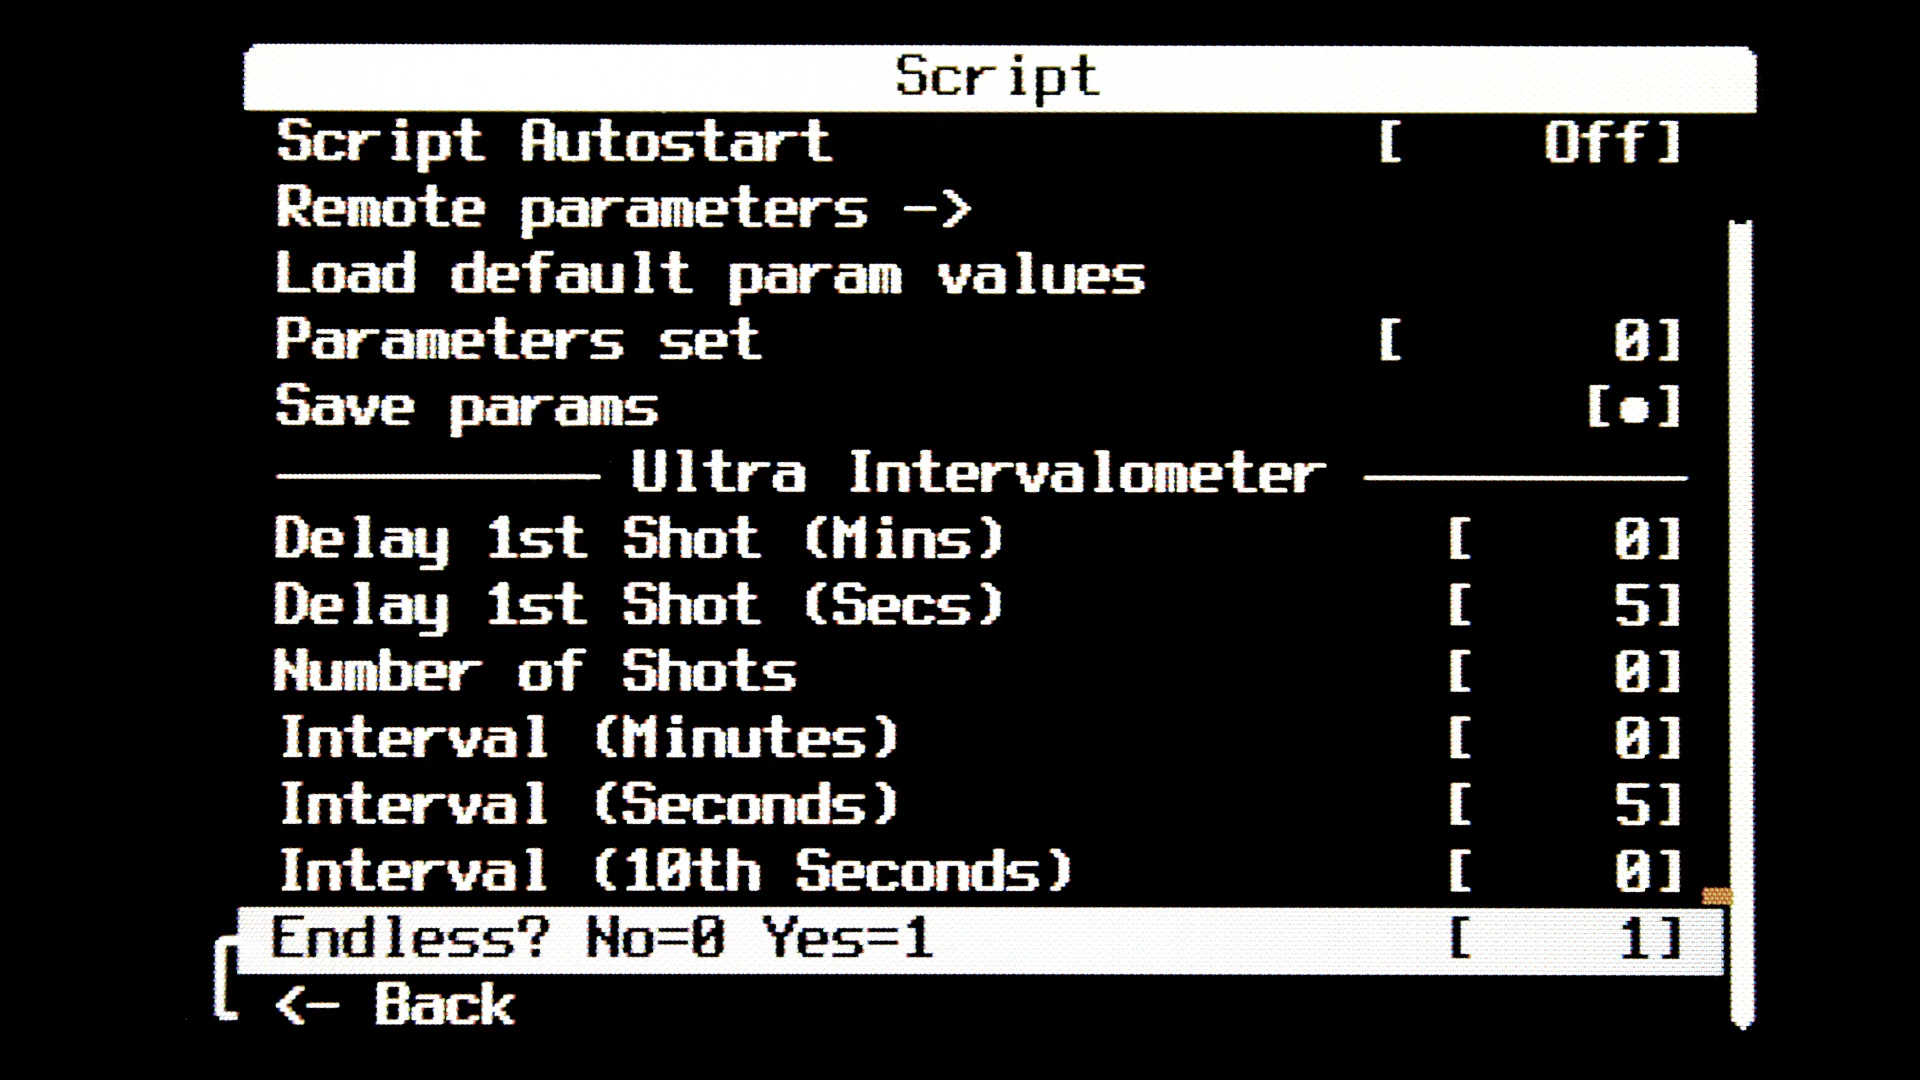 Script
Script Autostart [ Off]
Remote parameters ->
Load default param values
Parameters set [ 0]
Save params [•]
Ultra Intervalometer
Delay 1st Shot (Mins) [ 0]
Delay 1st Shot (Secs) [ 5]
Number of Shots [ 0]
Interval (Minutes) [ 0]
Interval (Seconds) [ 5]
Interval (10th Seconds) [ 0]
Endless? No=0 Yes=1 [ 1]
<- Back